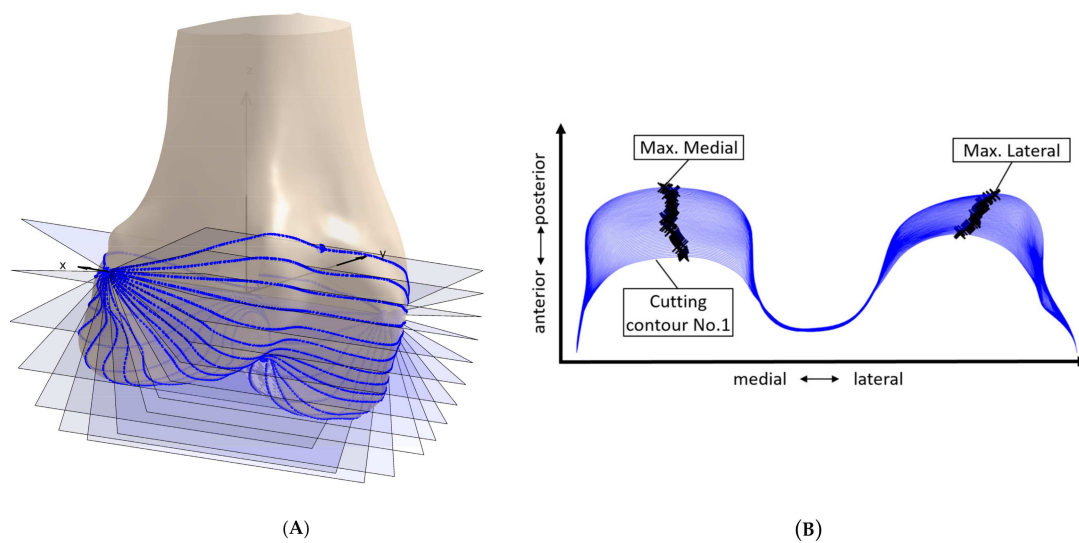 z
x
y
(A)
Max. Medial
Max. Lateral
Cutting
contour No.1
anterior ↔ posterior
medial ↔ lateral
(B)